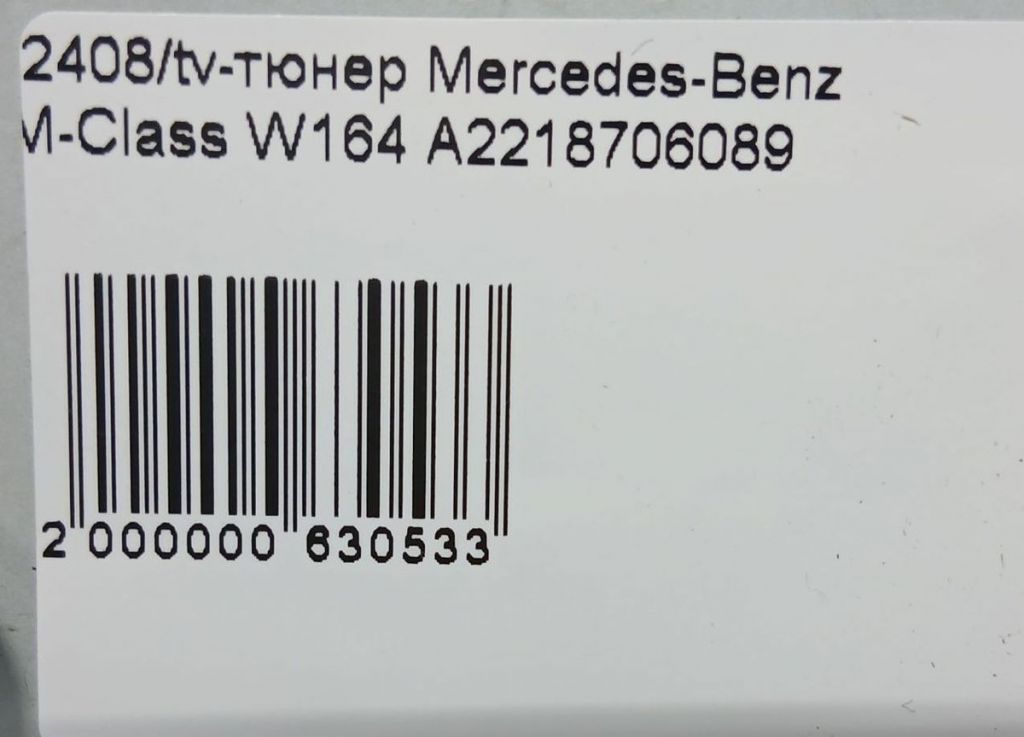 2408/tv-тюнер Mercedes-Benz
M-Class W164 A2218706089
2 000000 630533